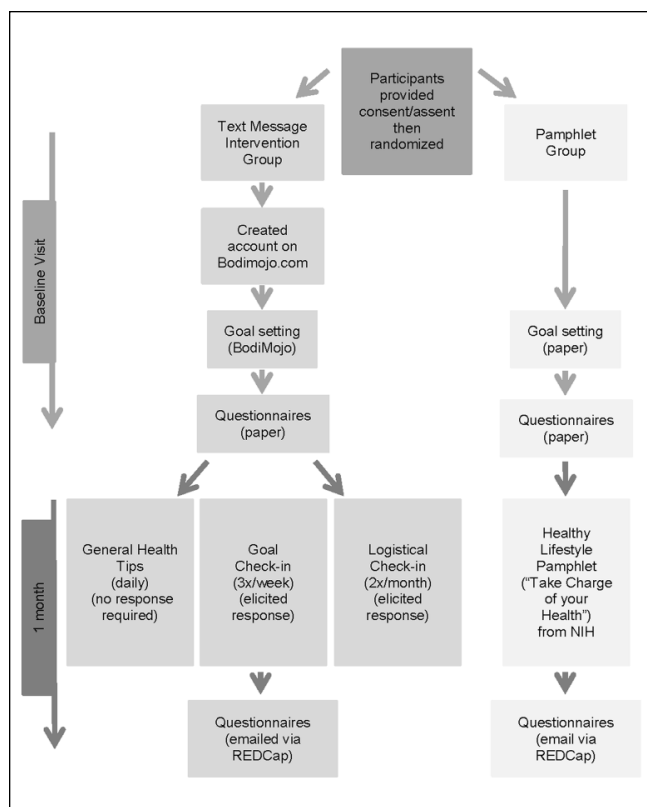 Participants
provided
consent/assent
then
randomized
Text Message
Intervention
Group
Pamphlet
Group
Baseline Visit
Created
account on
Bodimojo.com
Goal setting
(BodiMojo)
Goal setting
(paper)
Questionnaires
(paper)
Questionnaires
(paper)
1 month
General Health
Tips
(daily)
(no response
required)
Goal
Check-in
(3x/week)
(elicited
response)
Logistical
Check-in
(2x/month)
(elicited
response)
Healthy
Lifestyle
Pamphlet
(“Take Charge
of your
Health”)
from NIH
Questionnaires
(emailed via
REDCap)
Questionnaires
(email via
REDCap)